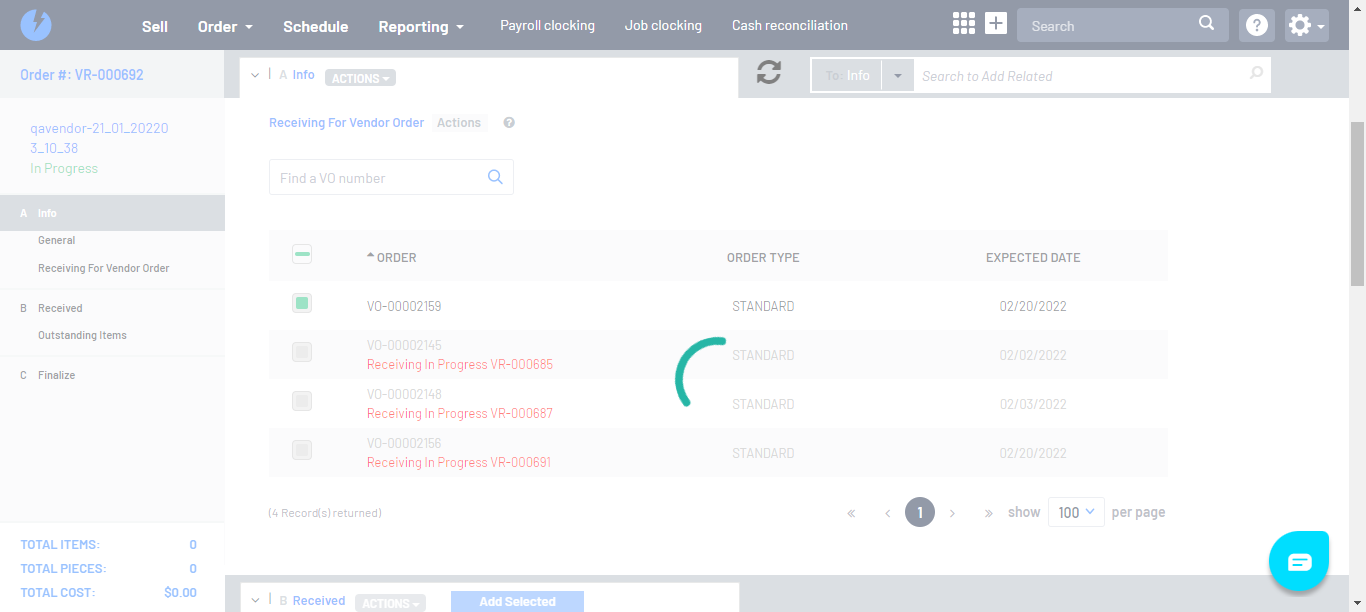 Sell Order Schedule Reporting Payroll clocking Job clocking Cash reconciliation Search
Order #: VR-000692
A Info ACTIONS
To: Info Search to Add Related
qavendor-21_01_20220
3_10_38
In Progress
A Info
General
Receiving For Vendor Order
B Received
Outstanding Items
C Finalize
TOTAL ITEMS: 0
TOTAL PIECES: 0
TOTAL COST: $0.00
Receiving For Vendor Order Actions ?
Find a VO number
ORDER ORDER TYPE EXPECTED DATE
VO-00002159 STANDARD 02/20/2022
VO-00002145
Receiving In Progress VR-000685
STANDARD 02/02/2022
VO-00002148
Receiving In Progress VR-000687
STANDARD 02/03/2022
VO-00002156
Receiving In Progress VR-000691
STANDARD 02/20/2022
(4 Record(s) returned)
« ‹ 1 › » show 100 per page
B Received ACTIONS Add Selected